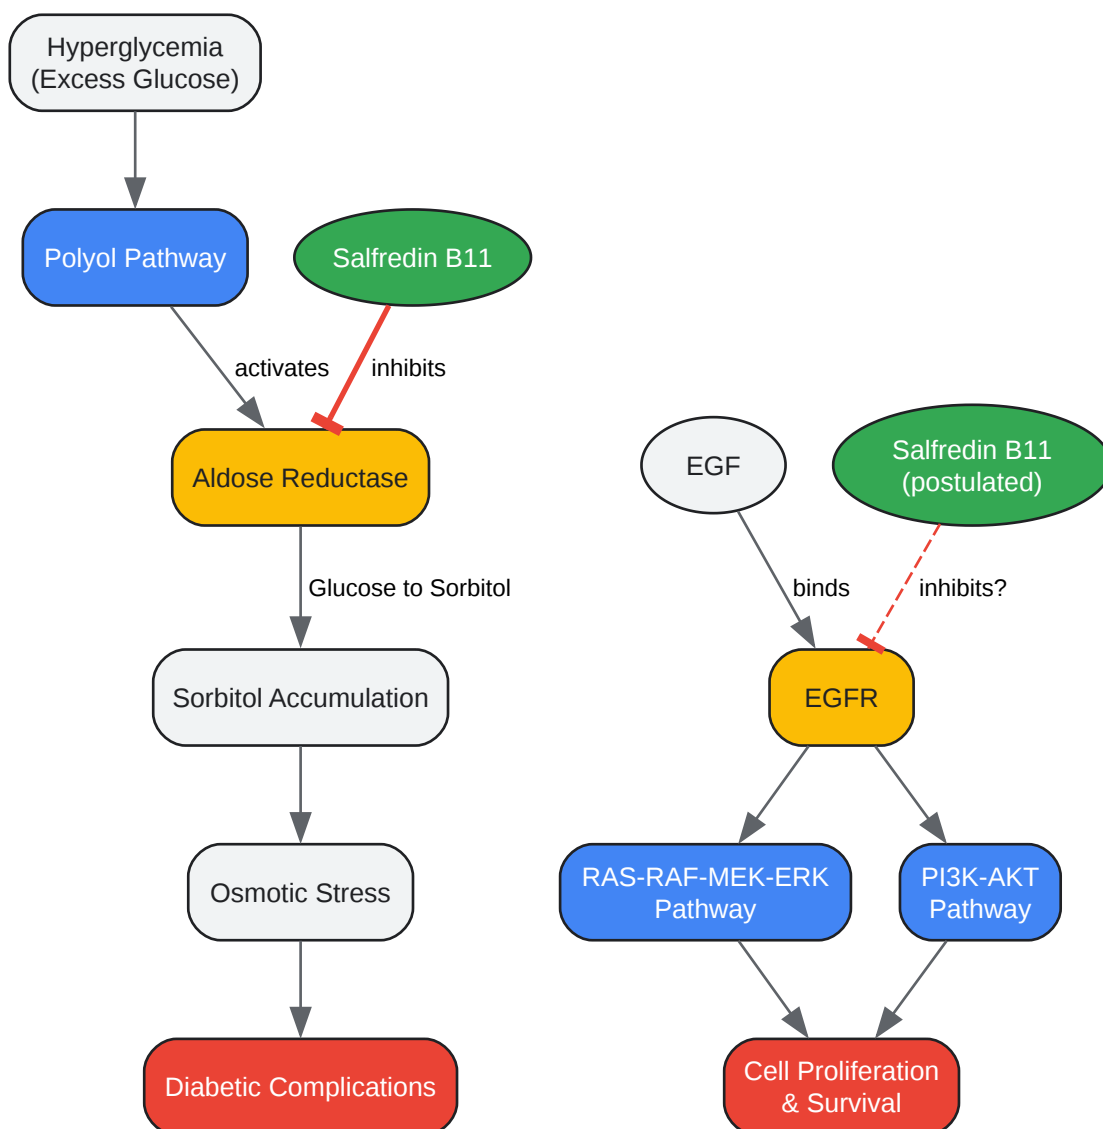 Hyperglycemia
(Excess Glucose)
Polyol Pathway
Salfredin B11
activates
inhibits
Aldose Reductase
Glucose to Sorbitol
Sorbitol Accumulation
Osmotic Stress
Diabetic Complications
EGF
Salfredin B11
(postulated)
binds
inhibits?
EGFR
RAS-RAF-MEK-ERK
Pathway
PI3K-AKT
Pathway
Cell Proliferation
& Survival